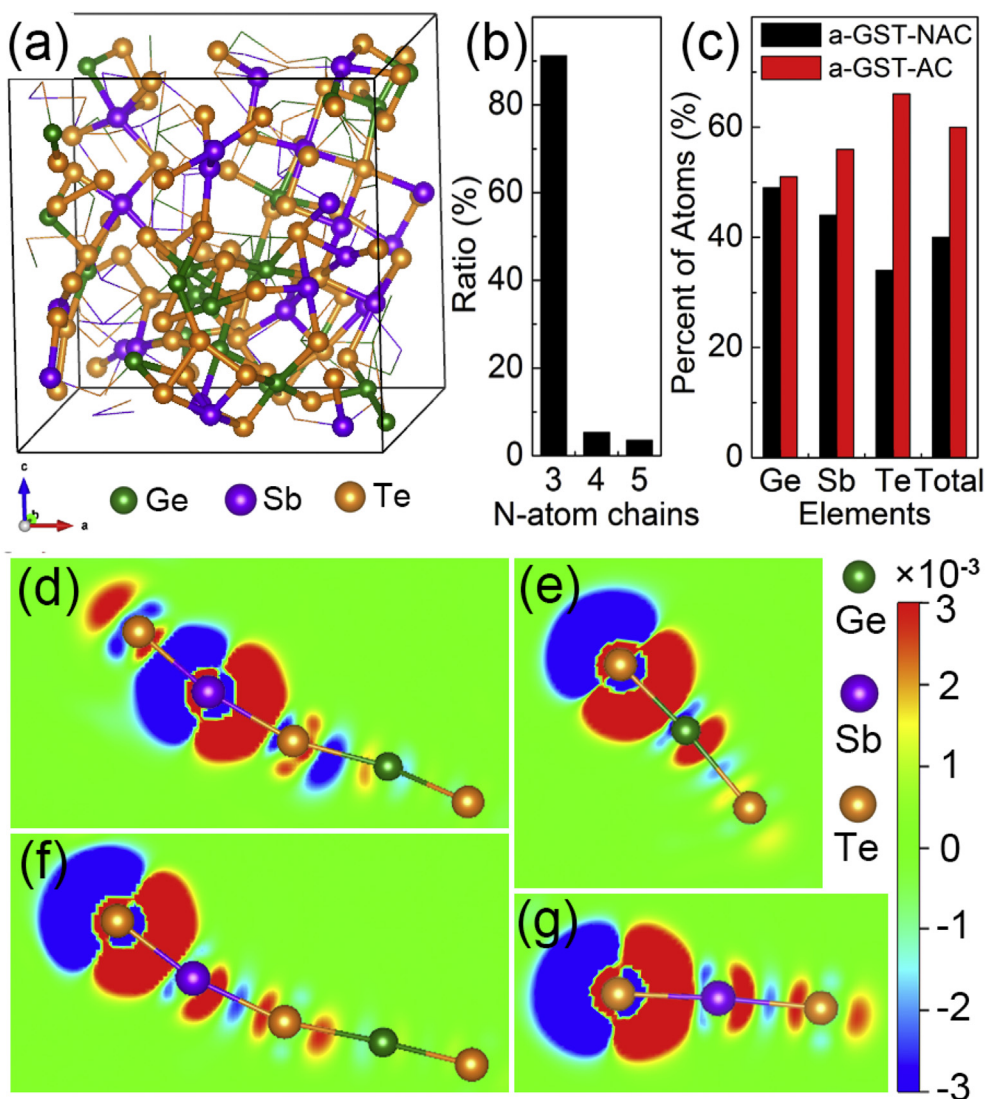 (a)
c
b
a
Ge
Sb
Te
(b)
Ratio (%)
80
60
40
20
0
3 4 5
N-atom chains
(c)
a-GST-NAC
a-GST-AC
Percent of Atoms (%)
60
40
20
0
Ge Sb Te Total
Elements
(d)
(e)
(f)
(g)
Ge
Sb
Te
×10-3
3
2
1
0
-1
-2
-3